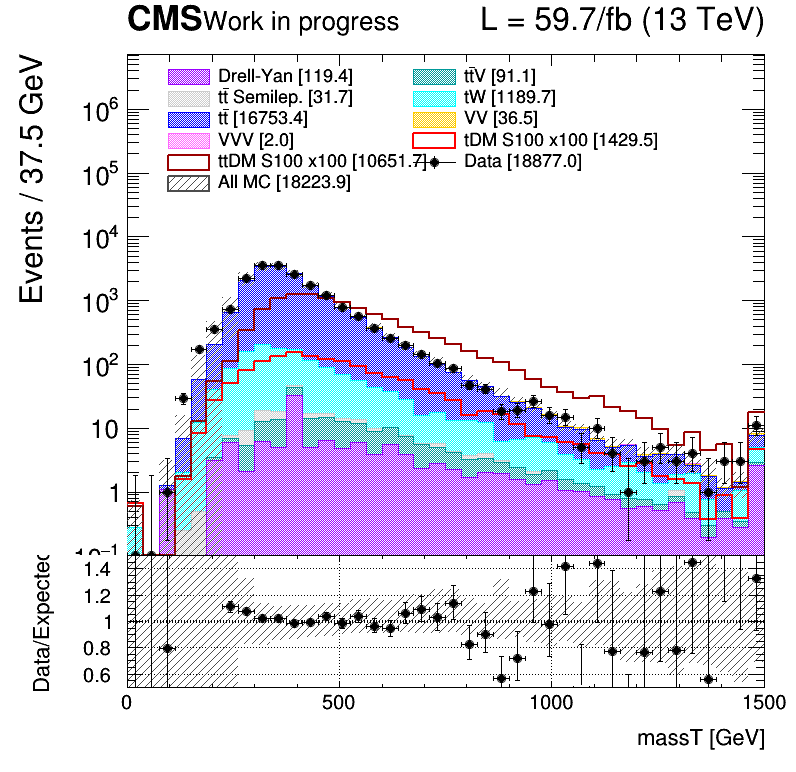 CMS Work in progress L = 59.7/fb (13 TeV)
Events / 37.5 GeV
Drell-Yan [119.4]
tt̄V [91.1]
tt̄ Semilep. [31.7]
tW [1189.7]
tt̄ [16753.4]
VV [36.5]
VVV [2.0]
tDM S100 x100 [1429.5]
ttDM S100 x100 [10651.7]
Data [18877.0]
All MC [18223.9]
10⁶
10⁵
10⁴
10³
10²
10
1
10⁻¹
Data/Expected
1.4
1.2
1
0.8
0.6
0 500 1000 1500
massT [GeV]